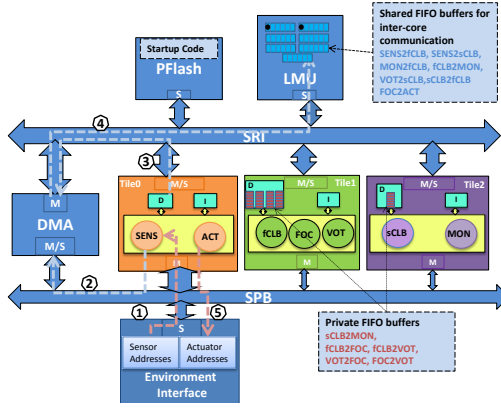 Startup Code
PFlash
S
LMU
S
Shared FIFO buffers for
inter-core
communication
SENS2fCLB, SENS2sCLB,
MON2fCLB, fCLB2MON,
VOT2sCLB,sCLB2fCLB
FOC2ACT
4
SRI
3
M
DMA
M/S
Tile0
M/S
D
I
SENS
ACT
M
Tile1
M/S
D
I
fCLB
FOC
VOT
M
Tile2
M/S
D
I
sCLB
MON
M
2
SPB
1
5
S
Sensor
Addresses
Actuator
Addresses
Environment
Interface
Private FIFO buffers
sCLB2MON,
fCLB2FOC, fCLB2VOT,
VOT2FOC, FOC2VOT